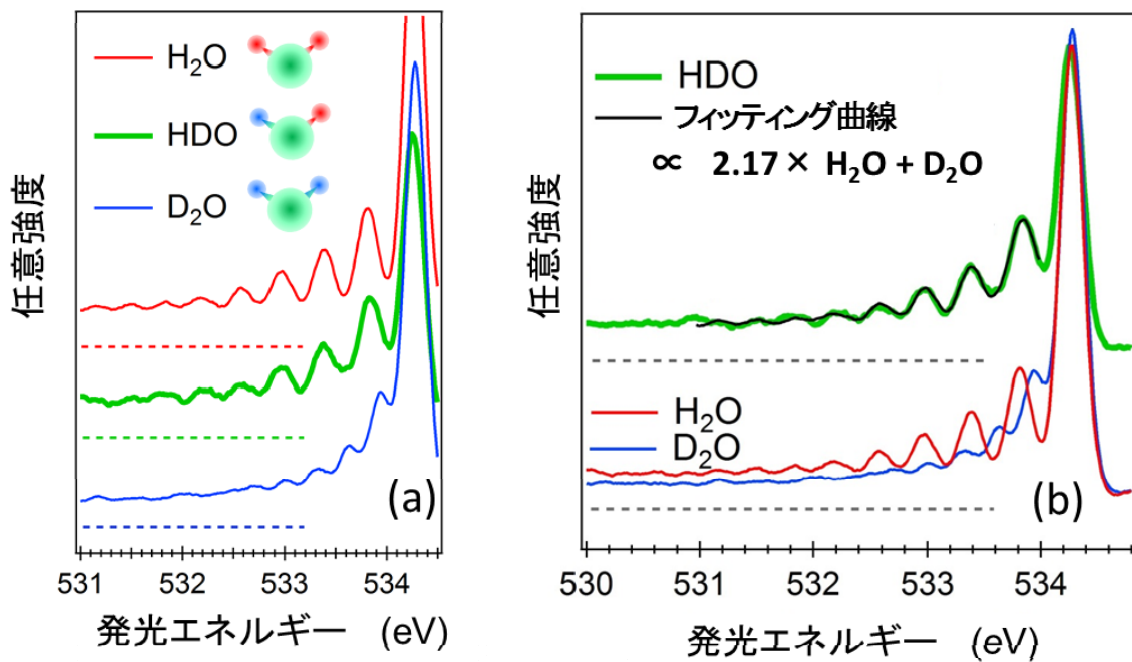 H₂O
HDO
D₂O
任意強度
(a)
531 532 533 534
発光エネルギー (eV)
HDO
フィッティング曲線
∝ 2.17× H₂O + D₂O
任意強度
H₂O
D₂O
(b)
530 531 532 533 534
発光エネルギー (eV)